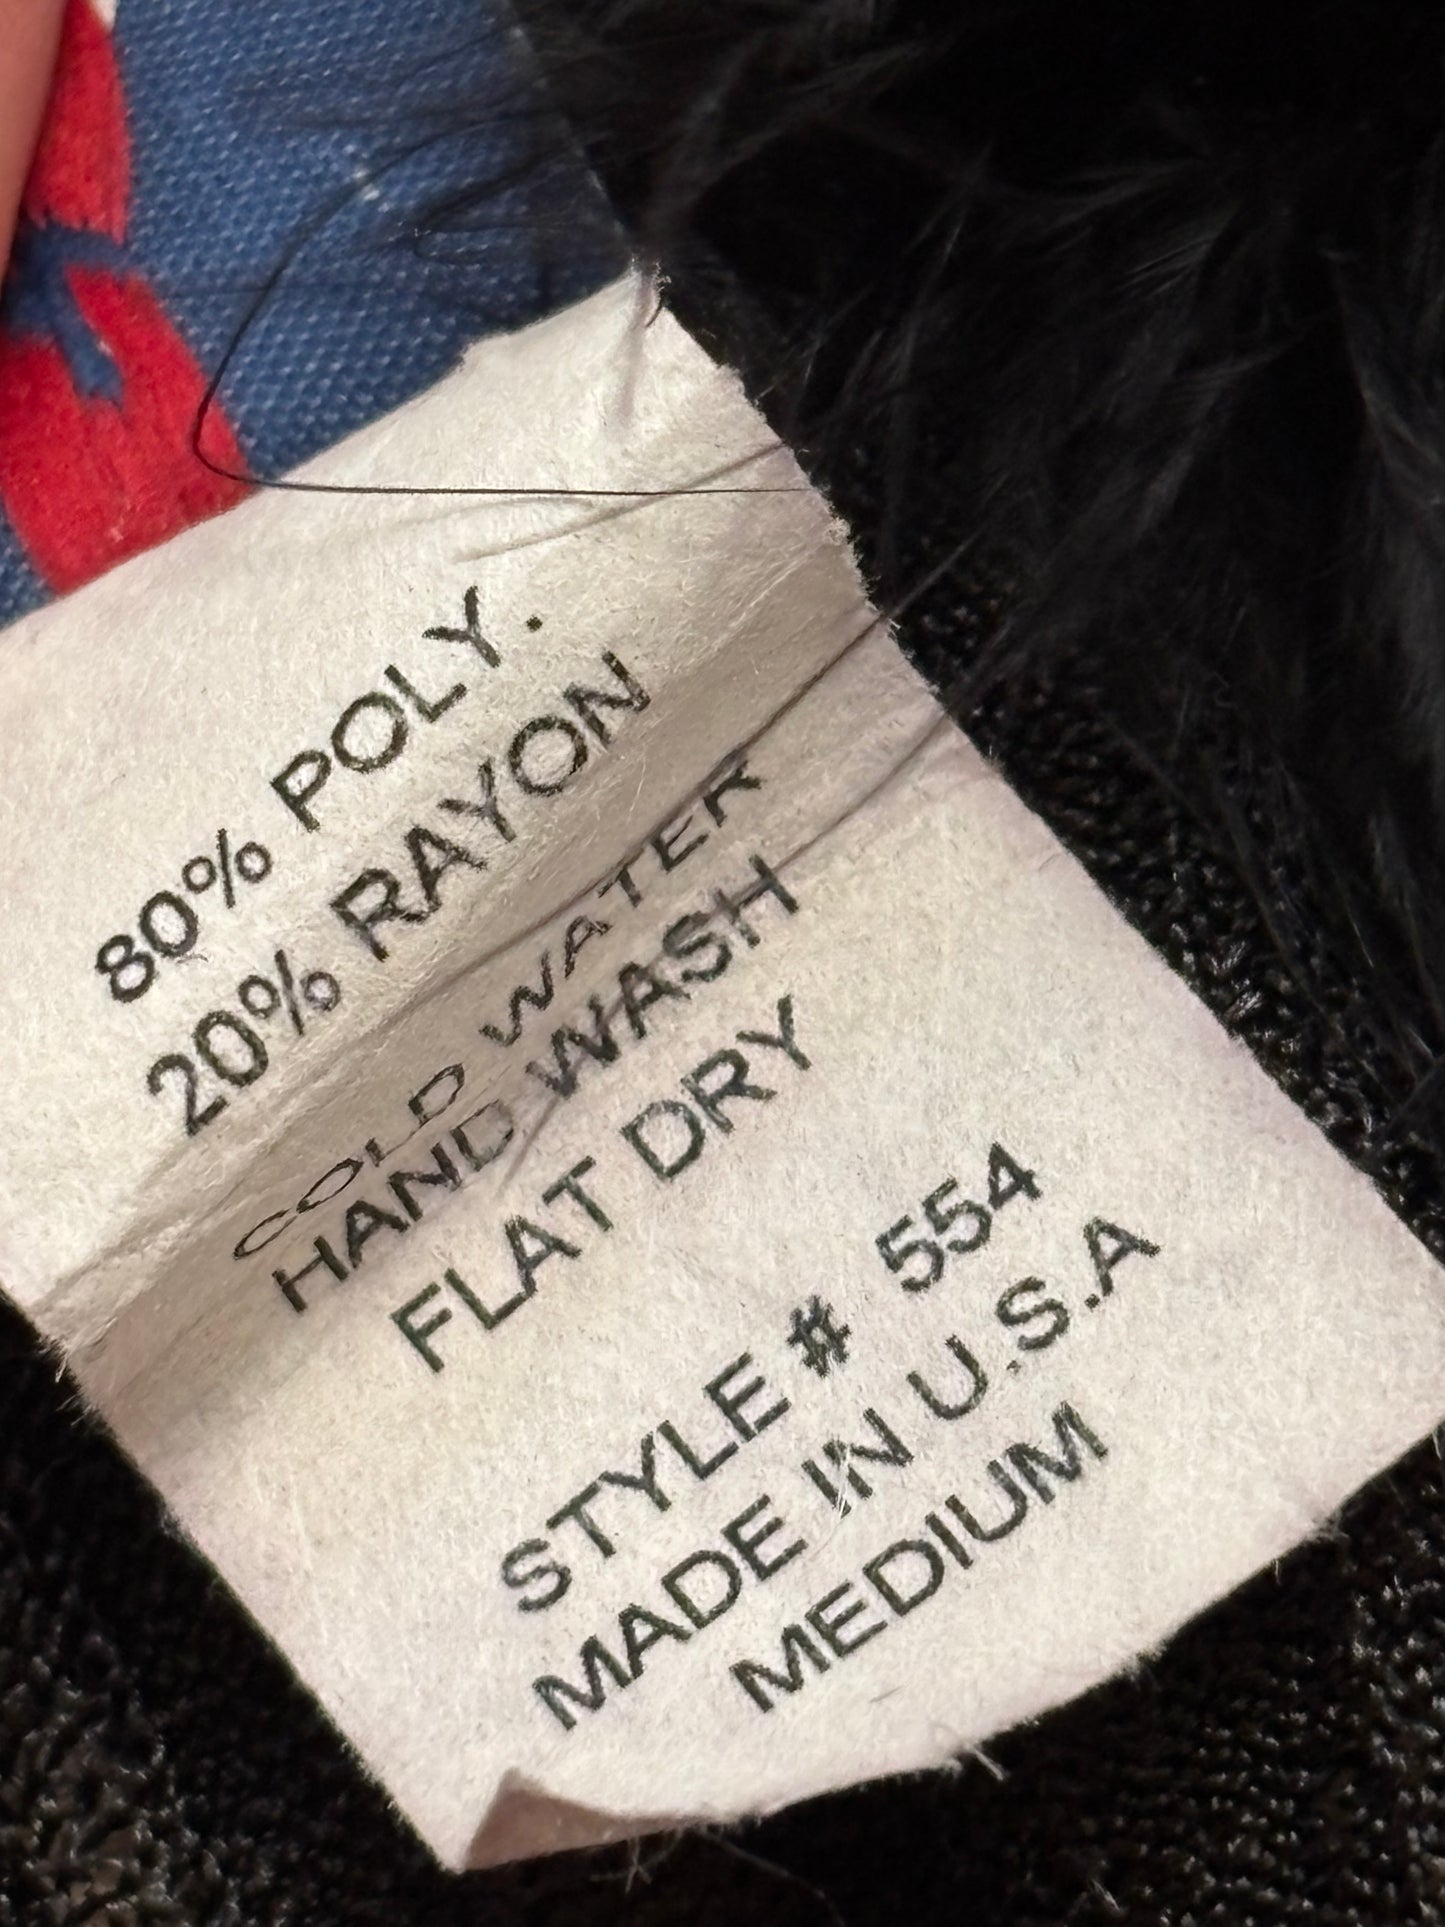 80% POLY.
20% RAYON
COLD WATER
HAND WASH
FLAT DRY
STYLE # 554
MADE IN U.S.A
MEDIUM